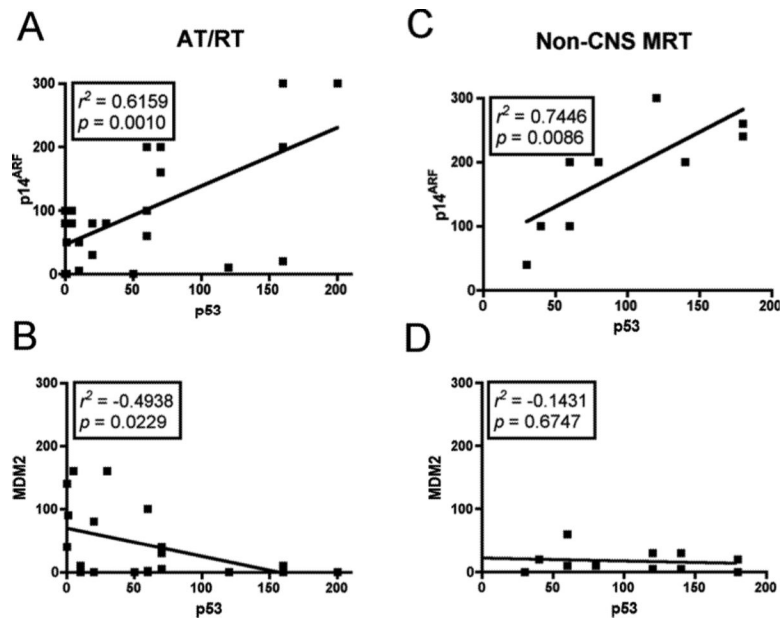 A
AT/RT
r² = 0.6159
p = 0.0010
p14ARF
300
200
100
0
0 50 100 150 200
p53
C
Non-CNS MRT
r² = 0.7446
p = 0.0086
p14ARF
300
200
100
0
0 50 100 150 200
p53
B
r² = -0.4938
p = 0.0229
MDM2
300
200
100
0
0 50 100 150 200
p53
D
r² = -0.1431
p = 0.6747
MDM2
300
200
100
0
0 50 100 150 200
p53